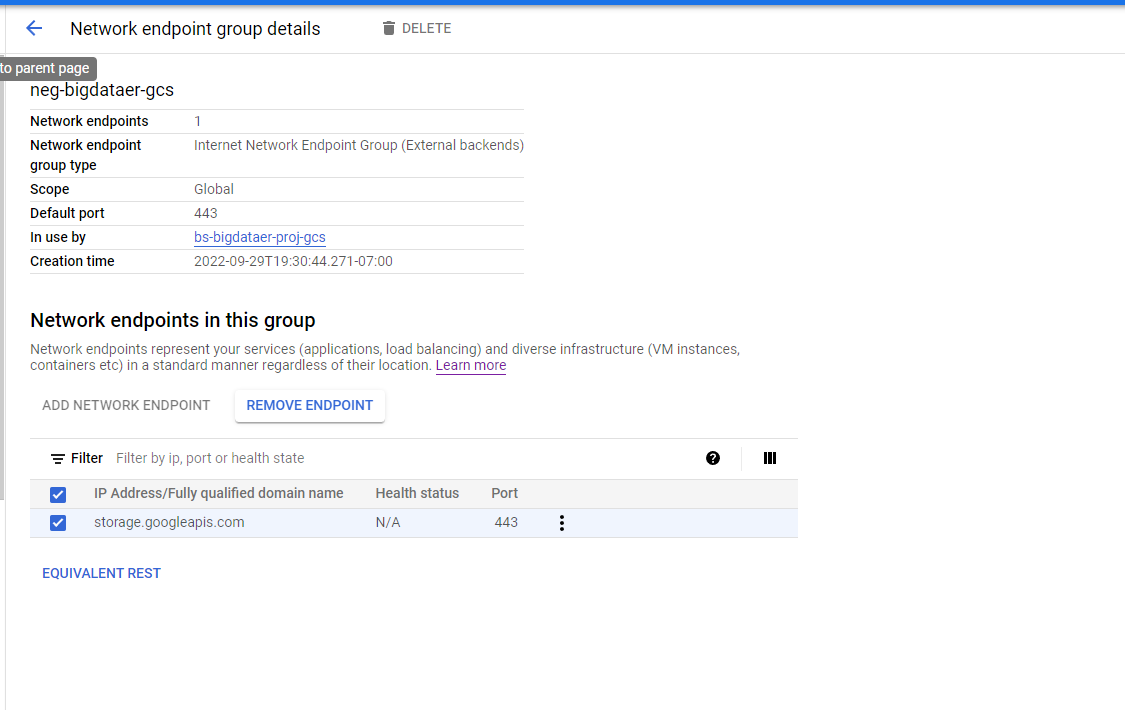 Network endpoint group details DELETE
to parent page
neg-bigdataer-gcs
Network endpoints 1
Network endpoint group type Internet Network Endpoint Group (External backends)
Scope Global
Default port 443
In use by bs-bigdataer-proj-gcs
Creation time 2022-09-29T19:30:44.271-07:00
Network endpoints in this group
Network endpoints represent your services (applications, load balancing) and diverse infrastructure (VM instances,
containers etc) in a standard manner regardless of their location. Learn more
ADD NETWORK ENDPOINT REMOVE ENDPOINT
Filter Filter by ip, port or health state
IP Address/Fully qualified domain name Health status Port
storage.googleapis.com N/A 443
EQUIVALENT REST